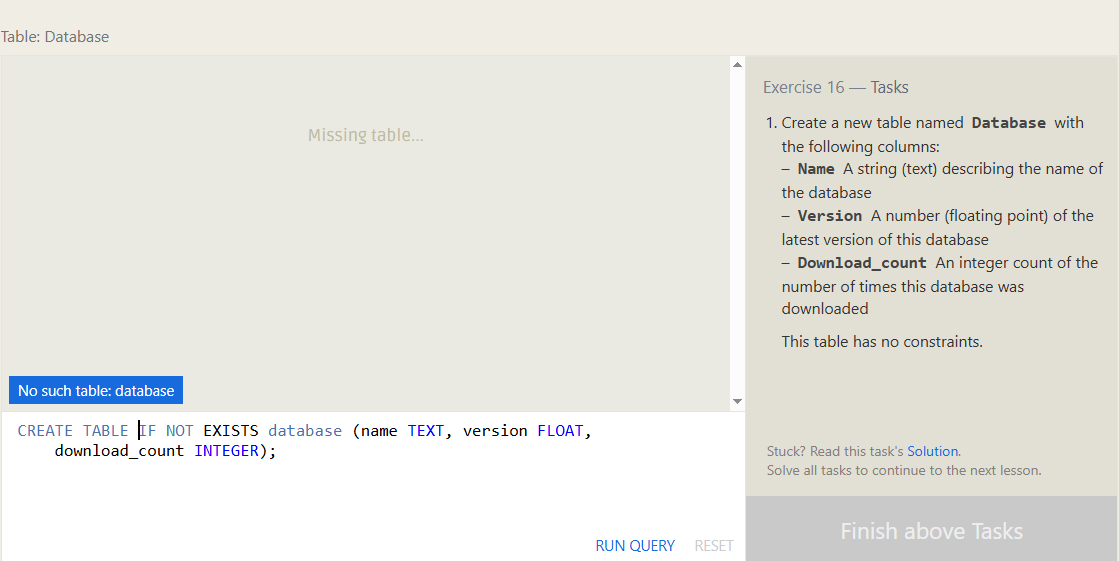 Table: Database
Missing table...
No such table: database
CREATE TABLE IF NOT EXISTS database (name TEXT, version FLOAT,
download_count INTEGER);
RUN QUERY RESET
Exercise 16 — Tasks
1. Create a new table named Database with
the following columns:
– Name A string (text) describing the name of
the database
– Version A number (floating point) of the
latest version of this database
– Download_count An integer count of the
number of times this database was
downloaded
This table has no constraints.
Stuck? Read this task's Solution.
Solve all tasks to continue to the next lesson.
Finish above Tasks